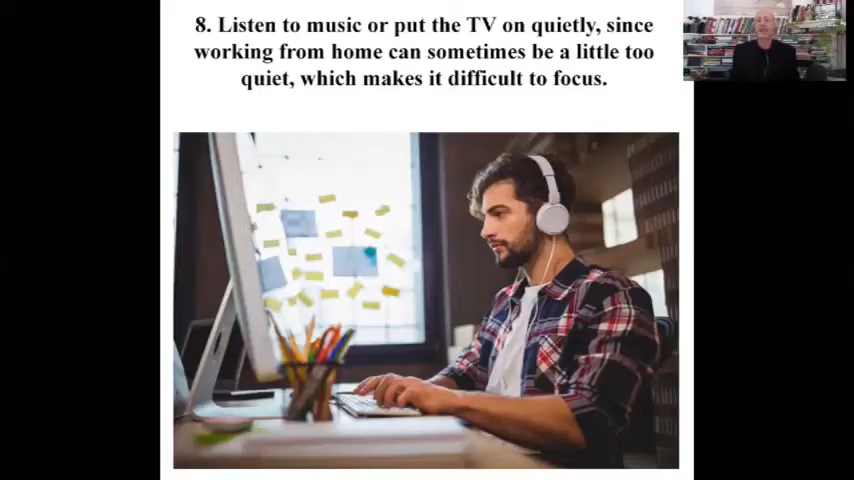 8. Listen to music or put the TV on quietly, since
working from home can sometimes be a little too
quiet, which makes it difficult to focus.